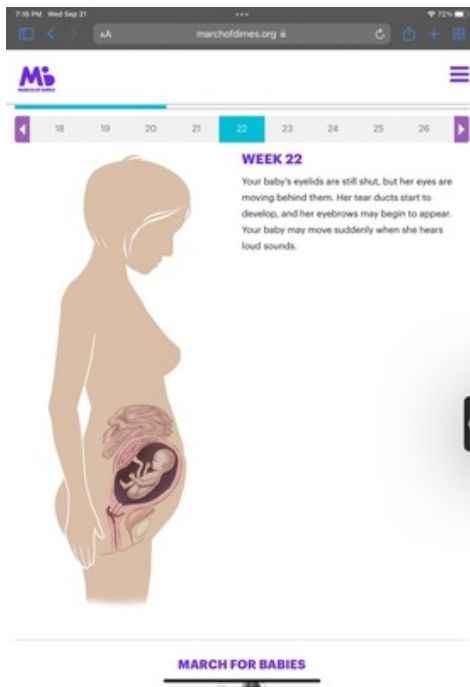 7:16 PM Wed Sep 21
72%
AA
marchofdimes.org
MARCH OF BABIES
18 19 20 21 22 23 24 25 26
WEEK 22
Your baby's eyelids are still shut, but her eyes are
moving behind them. Her tear ducts start to
develop, and her eyebrows may begin to appear.
Your baby may move suddenly when she hears
loud sounds.
MARCH FOR BABIES